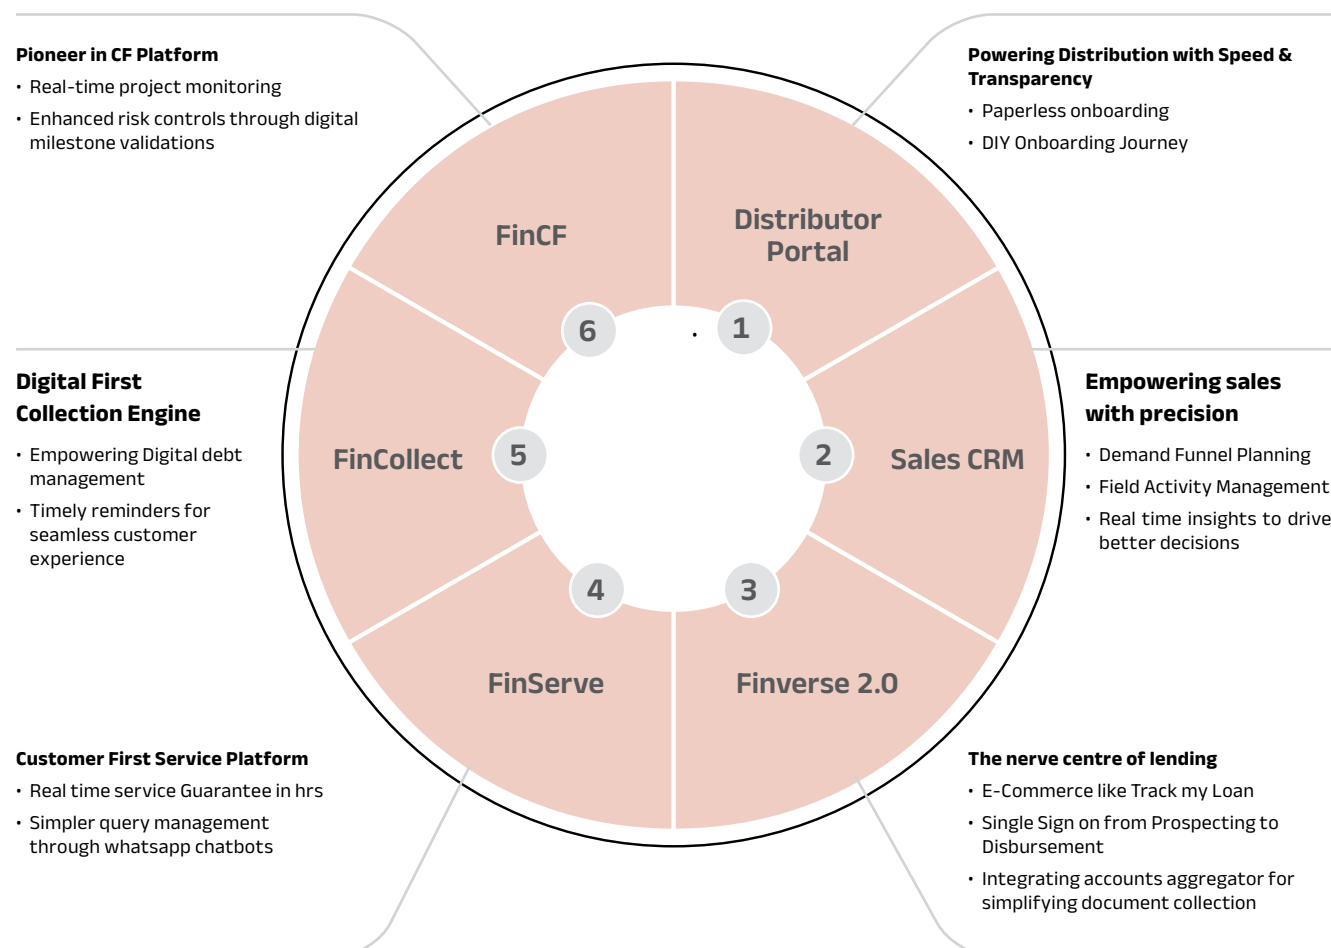 Pioneer in CF Platform
• Real-time project monitoring
• Enhanced risk controls through digital
milestone validations
Powering Distribution with Speed &
Transparency
• Paperless onboarding
• DIY Onboarding Journey
FinCF
Distributor
Portal
6
1
Digital First
Collection Engine
• Empowering Digital debt
management
• Timely reminders for
seamless customer
experience
FinCollect
5
2
Sales CRM
Empowering sales
with precision
• Demand Funnel Planning
• Field Activity Management
• Real time insights to drive
better decisions
4
3
FinServe
Finverse 2.0
Customer First Service Platform
• Real time service Guarantee in hrs
• Simpler query management
through whatsapp chatbots
The nerve centre of lending
• E-Commerce like Track my Loan
• Single Sign on from Prospecting to
Disbursement
• Integrating accounts aggregator for
simplifying document collection